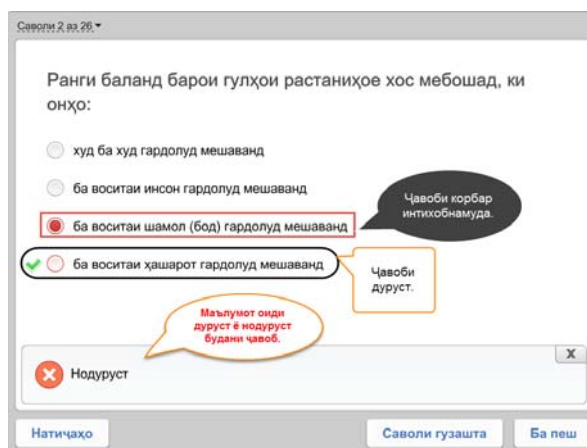 Саволи 2 аз 26
Ранги баланд барои гулҳои растаниҳое хос мебошад, ки
онҳо:
худ ба худ гардолуд мешаванд
ба воситаи инсон гардолуд мешаванд
ба воситаи шамол (бод) гардолуд мешаванд
Ҷавоби корбар
интихобнамуда.
ба воситаи ҳашарот гардолуд мешаванд
Ҷавоби
дуруст.
Маълумот оиди
дуруст ё нодуруст
будани ҷавоб.
X
Нодуруст
Натиҷаҳо
Саволи гузашта
Ба пеш